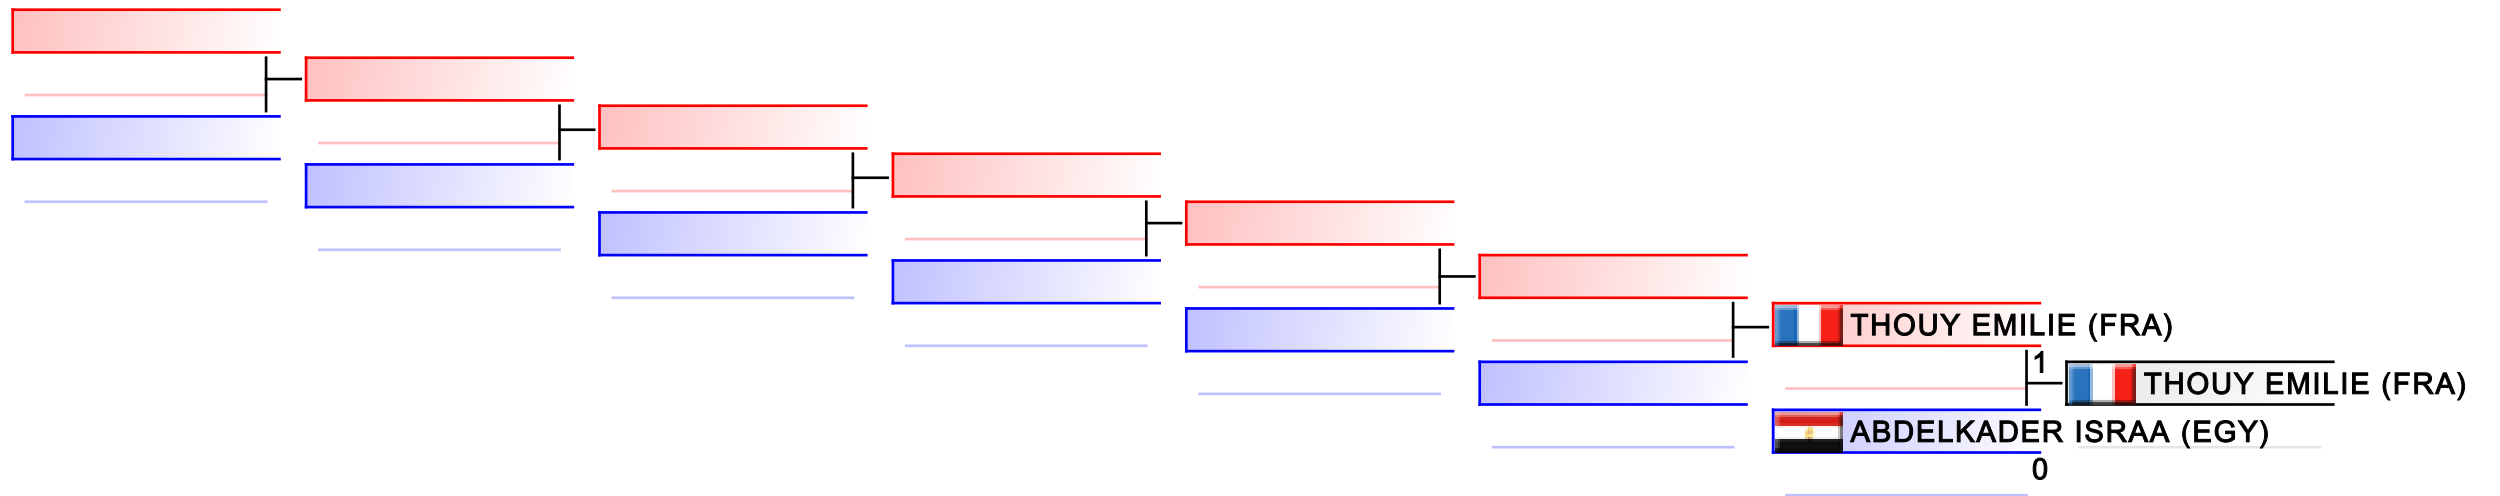 THOUY EMILIE (FRA)
1
THOUY EMILIE (FRA)
ABDELKADER ISRAA (EGY)
0